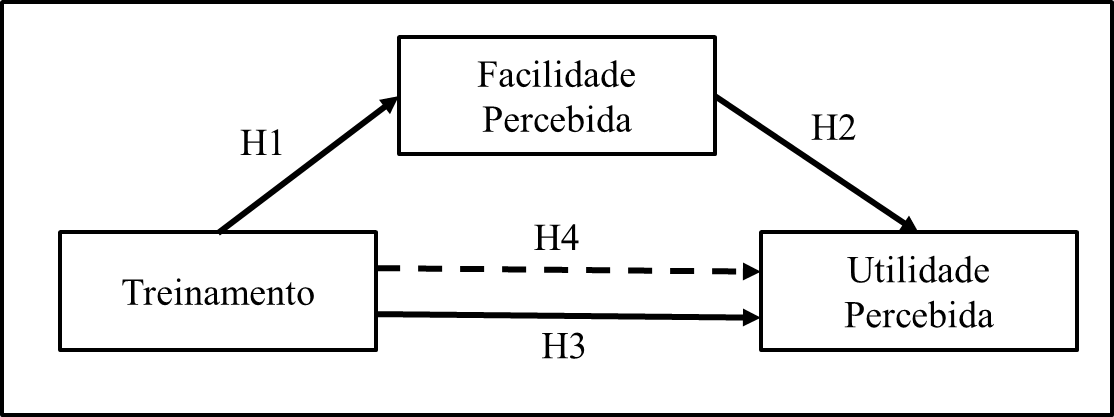 Facilidade
Percebida
H1
H2
H4
Treinamento
Utilidade
Percebida
H3